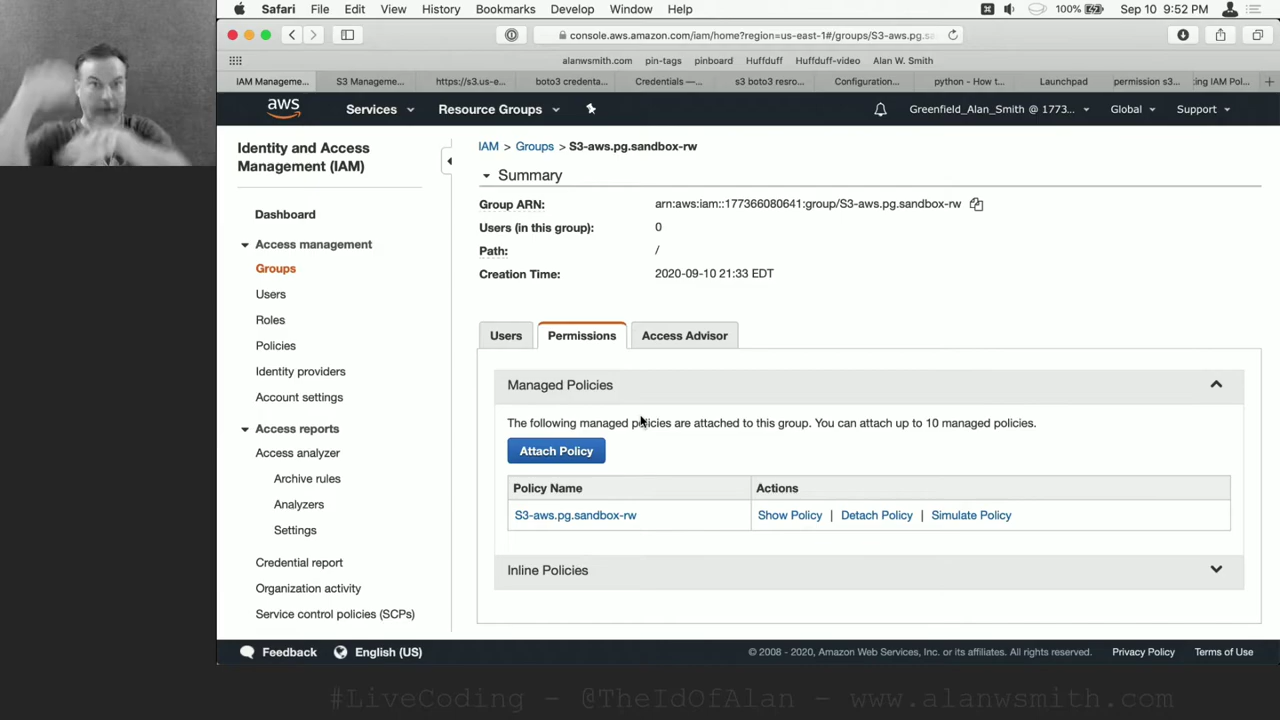 Safari File Edit View History Bookmarks Develop Window Help 100% Sep 10 9:52 PM
console.aws.amazon.com/iam/home?region=us-east-1#/groups/S3-aws.pg.sa...
alanwsmith.com pin-tags pinboard Huffduff Huffduff-video Alan W. Smith
IAM Manageme... S3 Manageme... https://s3.us-e... boto3 credenta... Credentials —... s3 boto3 resro... Configuration... python - How t... Launchpad permission s3... :ing IAM Pol...
aws Services Resource Groups Greenfield_Alan_Smith @ 1773... Global Support
Identity and Access
Management (IAM)
Dashboard
Access management
Groups
Users
Roles
Policies
Identity providers
Account settings
Access reports
Access analyzer
Archive rules
Analyzers
Settings
Credential report
Organization activity
Service control policies (SCPs)
IAM > Groups > S3-aws.pg.sandbox-rw
Summary
Group ARN: arn:aws:iam::177366080641:group/S3-aws.pg.sandbox-rw
Users (in this group): 0
Path: /
Creation Time: 2020-09-10 21:33 EDT
Users Permissions Access Advisor
Managed Policies
The following managed policies are attached to this group. You can attach up to 10 managed policies.
Attach Policy
Policy Name Actions
S3-aws.pg.sandbox-rw Show Policy | Detach Policy | Simulate Policy
Inline Policies
Feedback English (US) © 2008 - 2020, Amazon Web Services, Inc. or its affiliates. All rights reserved. Privacy Policy Terms of Use
#LiveCoding - @TheIdOfAlan - www.alanwsmith.com